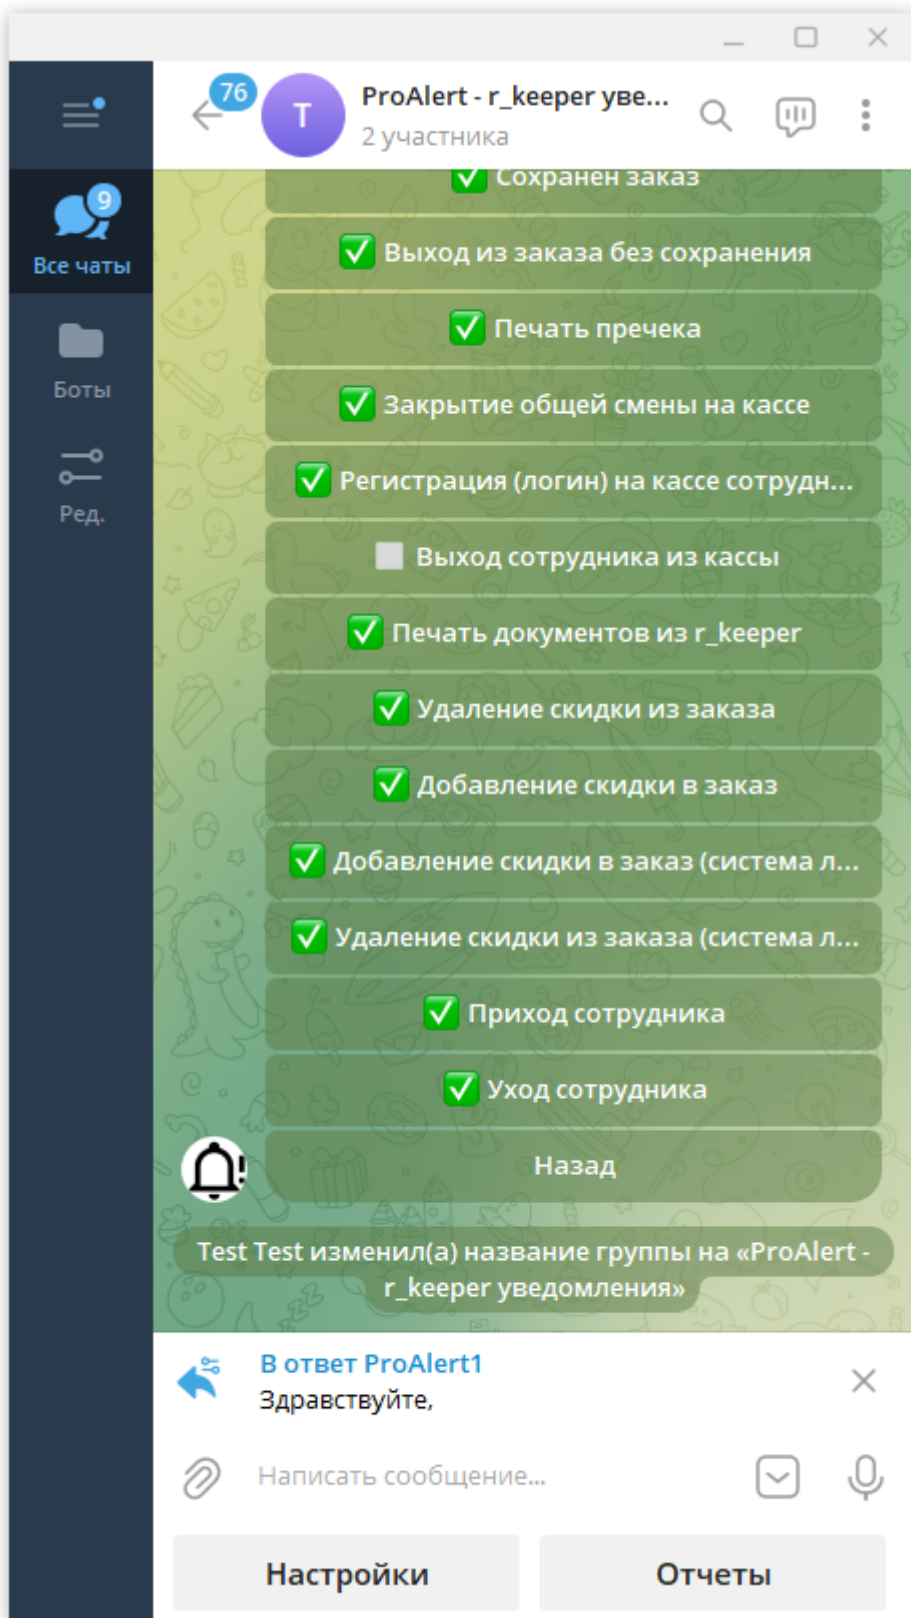 76
T
ProAlert - r_keeper уве...
2 участника
9
Все чаты
Боты
Ред.
Сохранен заказ
Выход из заказа без сохранения
Печать пречека
Закрытие общей смены на кассе
Регистрация (логин) на кассе сотрудн...
Выход сотрудника из кассы
Печать документов из r_keeper
Удаление скидки из заказа
Добавление скидки в заказ
Добавление скидки в заказ (система л...
Удаление скидки из заказа (система л...
Приход сотрудника
Уход сотрудника
Назад
Test Test изменил(а) название группы на «ProAlert -
r_keeper уведомления»
В ответ ProAlert1
Здравствуйте,
Написать сообщение...
Настройки
Отчеты